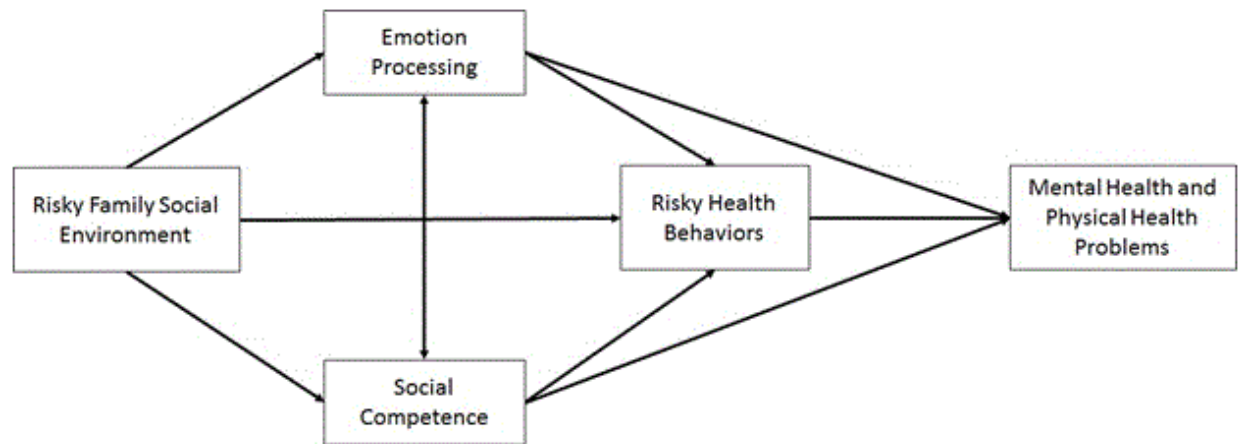 Emotion
Processing
Risky Family Social
Environment
Risky Health
Behaviors
Mental Health and
Physical Health
Problems
Social
Competence